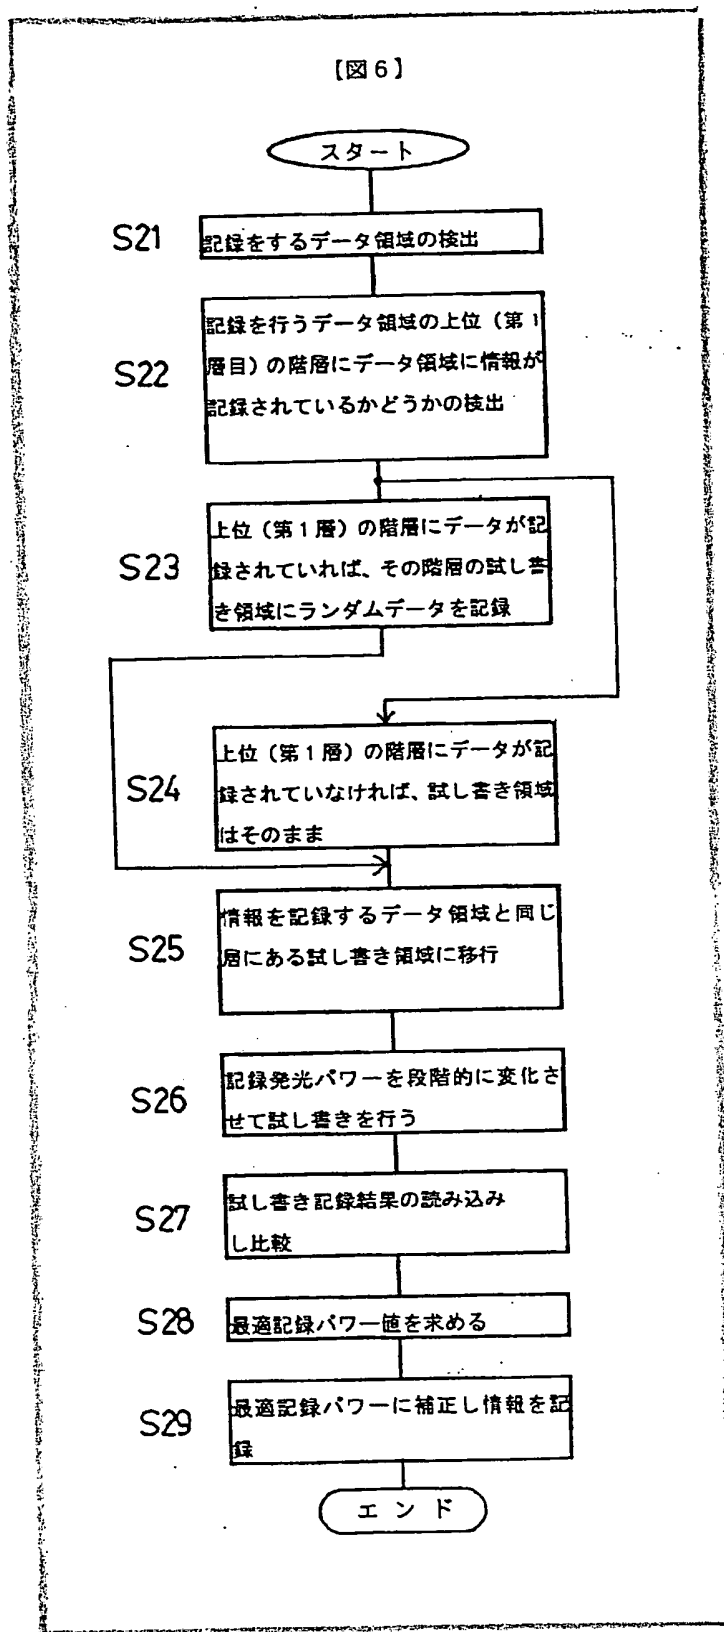 【図6】
スタート
S21
記録をするデータ領域の検出
S22
記録を行うデータ領域の上位（第1
層目）の階層にデータ領域に情報が
記録されているかどうかの検出
S23
上位（第1層）の階層にデータが記
録されていれば、その階層の試し書
き領域にランダムデータを記録
S24
上位（第1層）の階層にデータが記
録されていなければ、試し書き領域
はそのまま
S25
情報を記録するデータ領域と同じ
層にある試し書き領域に移行
S26
記録発光パワーを段階的に変化さ
せて試し書きを行う
S27
試し書き記録結果の読み込み
し比較
S28
最適記録パワー値を求める
S29
最適記録パワーに補正し情報を記
録
エンド